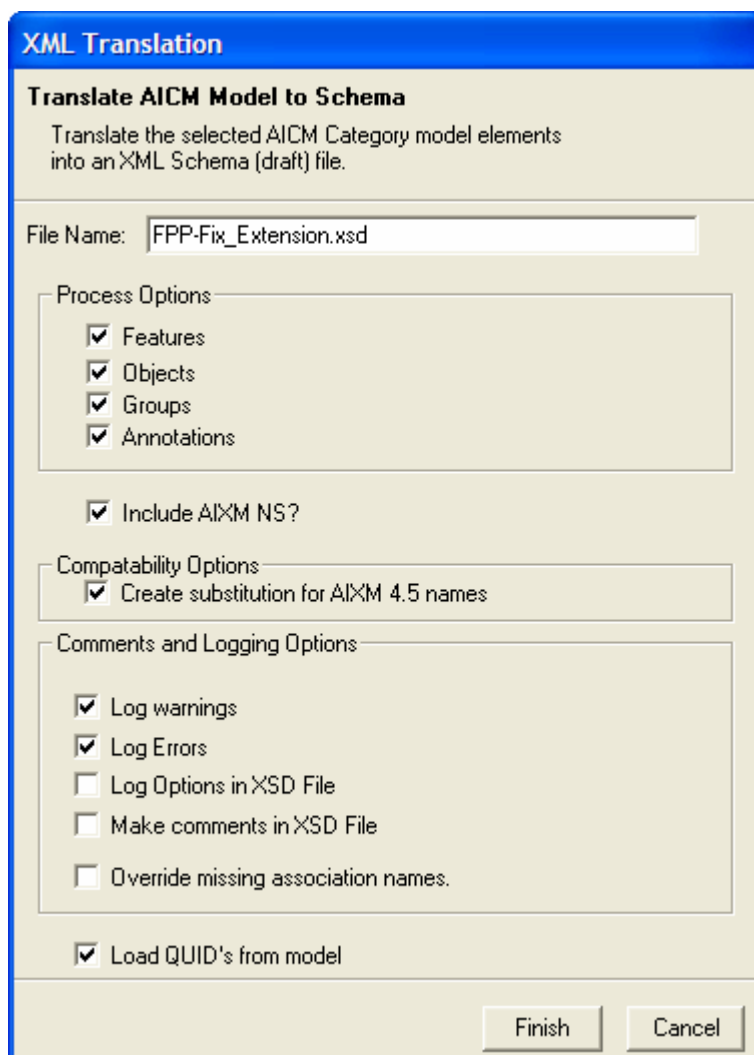 XML Translation
Translate AICM Model to Schema
Translate the selected AICM Category model elements
into an XML Schema (draft) file.
File Name: FPP-Fix_Extension.xsd
Process Options
Features
Objects
Groups
Annotations
Include AIXM NS?
Compatability Options
Create substitution for AIXM 4.5 names
Comments and Logging Options
Log warnings
Log Errors
Log Options in XSD File
Make comments in XSD File
Override missing association names.
Load QUID's from model
Finish Cancel